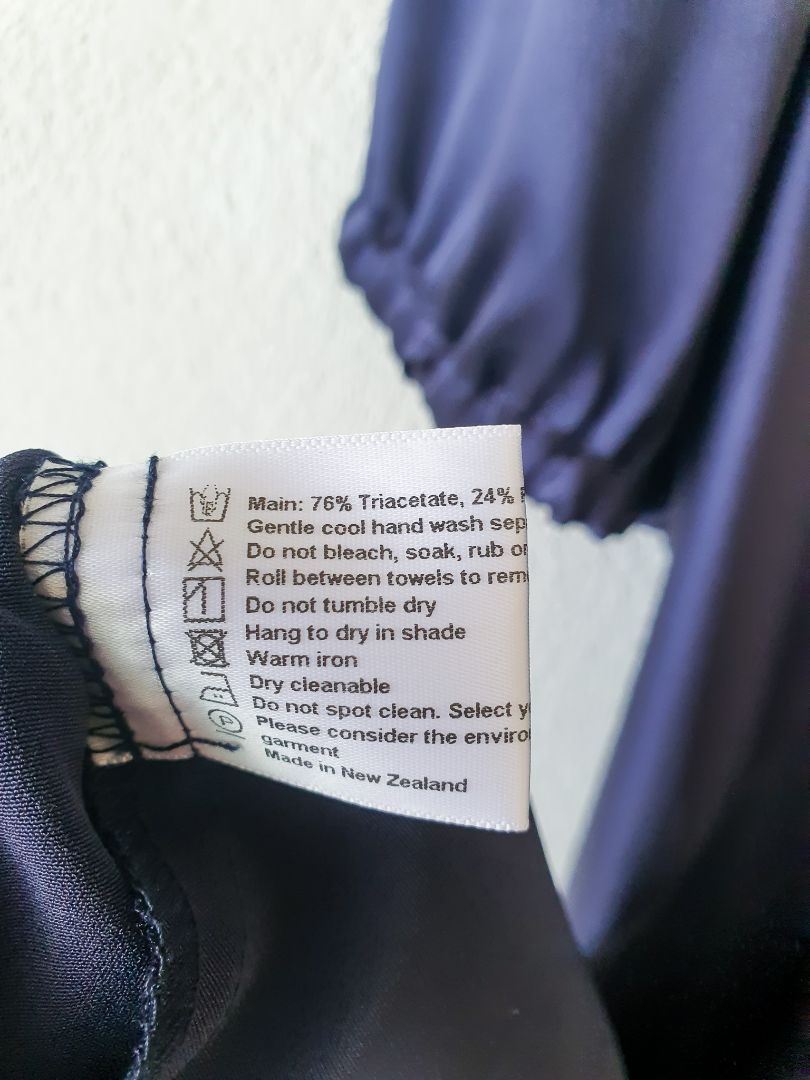 Main: 76% Triacetate, 24%
Gentle cool hand wash sep
Do not bleach, soak, rub or
Roll between towels to rem
Do not tumble dry
Hang to dry in shade
Warm iron
Dry cleanable
Do not spot clean. Select y
Please consider the enviro
garment
Made in New Zealand